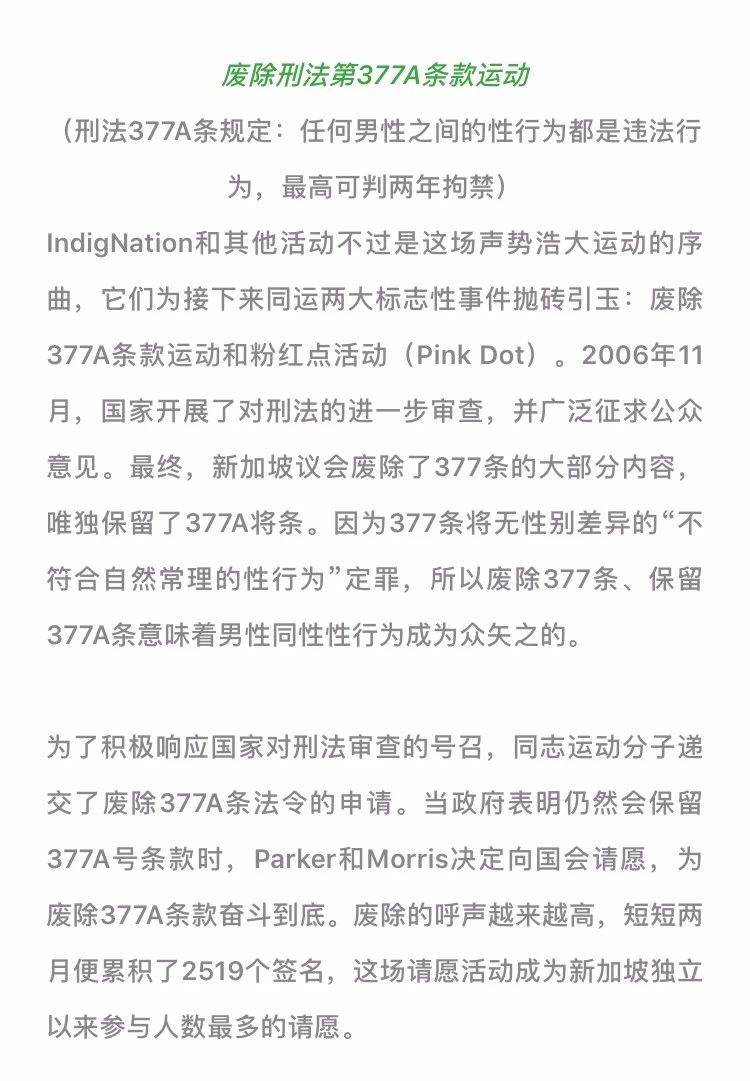 废除刑法第377A条款运动
（刑法377A条规定：任何男性之间的性行为都是违法行
为，最高可判两年拘禁）
IndigNation和其他活动不过是这场声势浩大运动的序
曲，它们为接下来同运两大标志性事件抛砖引玉：废除
377A条款运动和粉红点活动（Pink Dot）。2006年11
月，国家开展了对刑法的进一步审查，并广泛征求公众
意见。最终，新加坡议会废除了377条的大部分内容，
唯独保留了377A将条。因为377条将无性别差异的“不
符合自然常理的性行为”定罪，所以废除377条、保留
377A条意味着男性同性性行为成为众矢之的。
为了积极响应国家对刑法审查的号召，同志运动分子递
交了废除377A条法令的申请。当政府表明仍然会保留
377A号条款时，Parker和Morris决定向国会请愿，为
废除377A条款奋斗到底。废除的呼声越来越高，短短两
月便累积了2519个签名，这场请愿活动成为新加坡独立
以来参与人数最多的请愿。